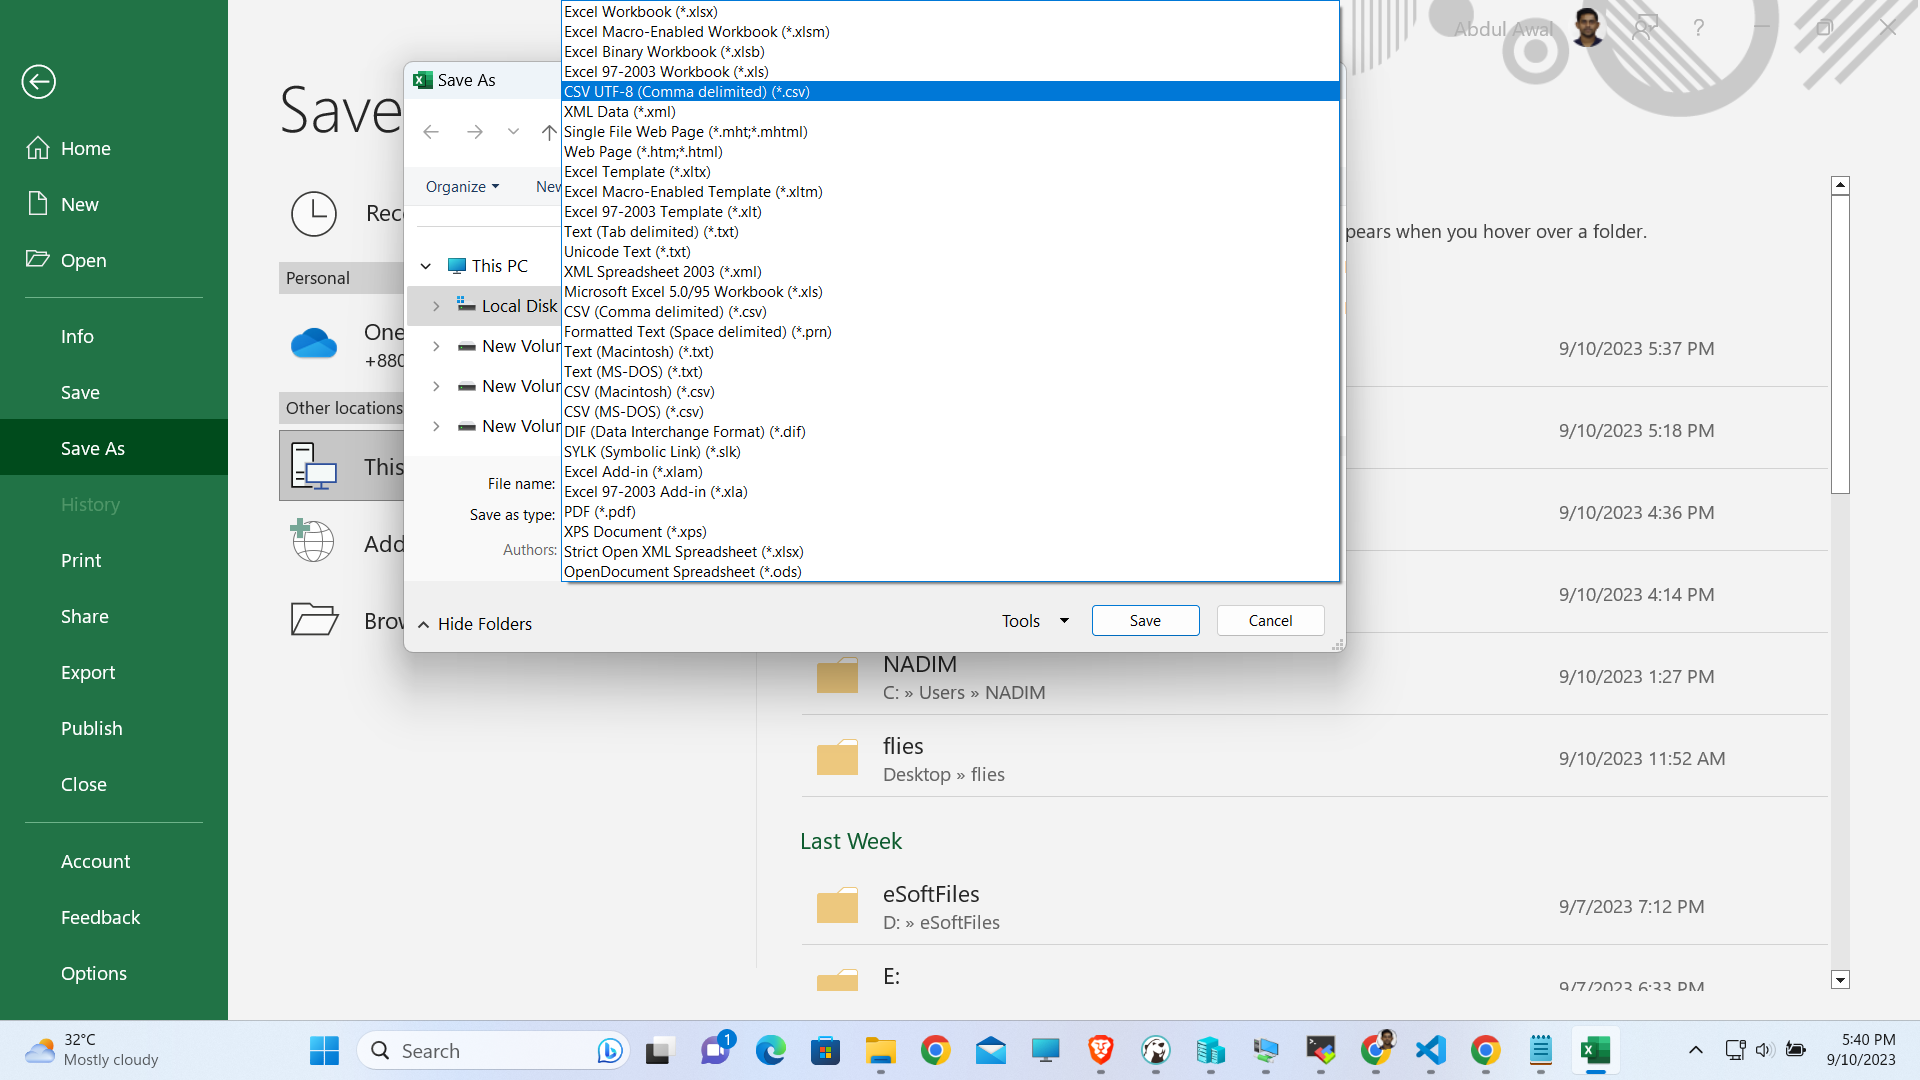 Abdul Awal
?
Home
New
Open
Info
Save
Save As
History
Print
Share
Export
Publish
Close
Account
Feedback
Options
Save
Personal
+880
Other locations
This
Add
pears when you hover over a folder.
9/10/2023 5:37 PM
9/10/2023 5:18 PM
9/10/2023 4:36 PM
9/10/2023 4:14 PM
NADIM
C: » Users » NADIM
9/10/2023 1:27 PM
flies
Desktop » flies
9/10/2023 11:52 AM
Last Week
eSoftFiles
D: » eSoftFiles
9/7/2023 7:12 PM
E:
9/7/2023 6:33 PM
Save As
Organize
New
This PC
Local Disk
New
New
New
File name:
Save as type:
Authors:
Excel Workbook (*.xlsx)
Excel Macro-Enabled Workbook (*.xlsm)
Excel Binary Workbook (*.xlsb)
Excel 97-2003 Workbook (*.xls)
CSV UTF-8 (Comma delimited) (*.csv)
XML Data (*.xml)
Single File Web Page (*.mht;*.mhtml)
Web Page (*.htm;*.html)
Excel Template (*.xltx)
Excel Macro-Enabled Template (*.xltm)
Excel 97-2003 Template (*.xlt)
Text (Tab delimited) (*.txt)
Unicode Text (*.txt)
XML Spreadsheet 2003 (*.xml)
Microsoft Excel 5.0/95 Workbook (*.xls)
CSV (Comma delimited) (*.csv)
Formatted Text (Space delimited) (*.prn)
Text (Macintosh) (*.txt)
Text (MS-DOS) (*.txt)
CSV (Macintosh) (*.csv)
CSV (MS-DOS) (*.csv)
DIF (Data Interchange Format) (*.dif)
SYLK (Symbolic Link) (*.slk)
Excel Add-in (*.xlam)
Excel 97-2003 Add-in (*.xla)
PDF (*.pdf)
XPS Document (*.xps)
Strict Open XML Spreadsheet (*.xlsx)
OpenDocument Spreadsheet (*.ods)
Hide Folders
Tools
Save
Cancel
32°C
Mostly cloudy
Search
1
5:40 PM
9/10/2023